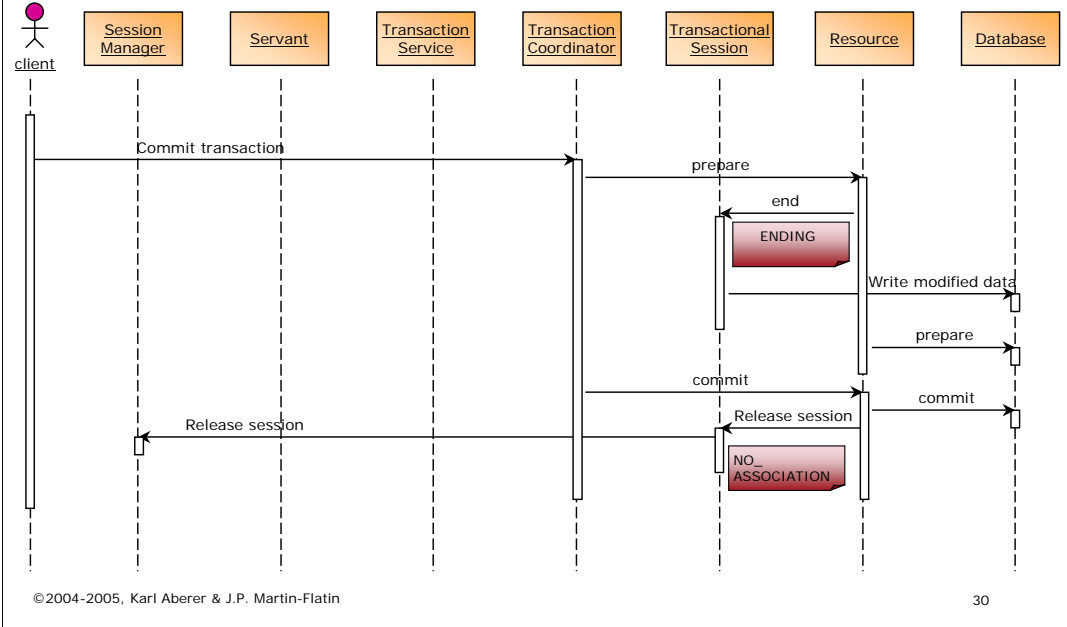 Session
Manager
Servant
Transaction
Service
Transaction
Coordinator
Transactional
Session
Resource
Database
client
Commit transaction
prepare
end
ENDING
Write modified data
prepare
commit
commit
Release session
Release session
NO_
ASSOCIATION
©2004-2005, Karl Aberer & J.P. Martin-Flatin
30